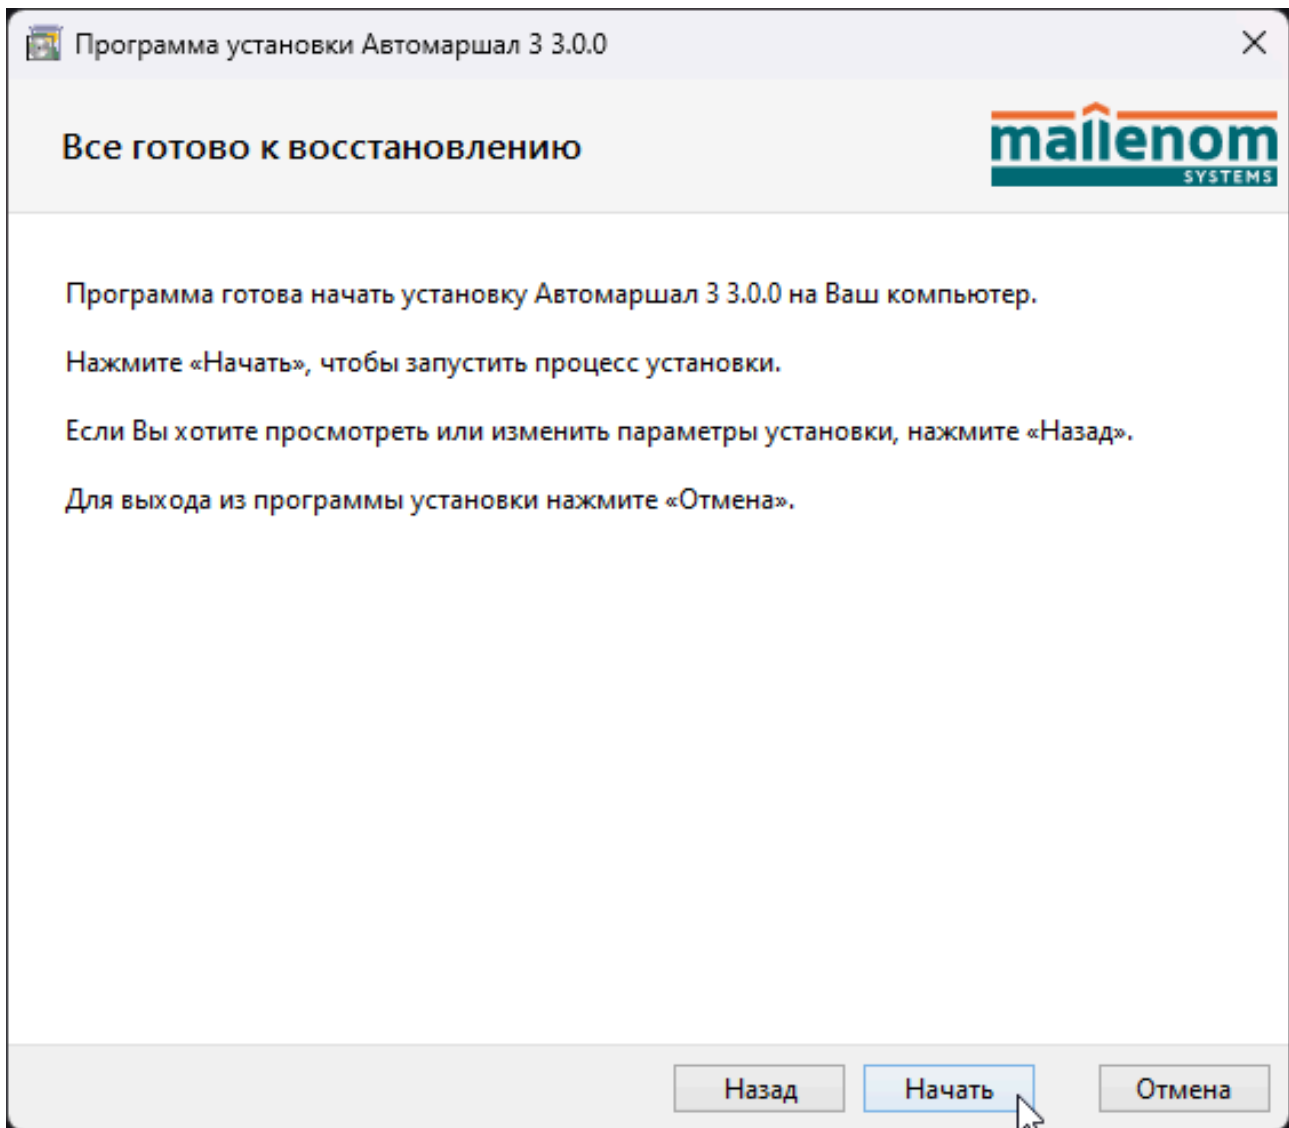 Программа установки Автомаршал 3 3.0.0
Все готово к восстановлению
mallenom
SYSTEMS
Программа готова начать установку Автомаршал 3 3.0.0 на Ваш компьютер.
Нажмите «Начать», чтобы запустить процесс установки.
Если Вы хотите просмотреть или изменить параметры установки, нажмите «Назад».
Для выхода из программы установки нажмите «Отмена».
Назад
Начать
Отмена